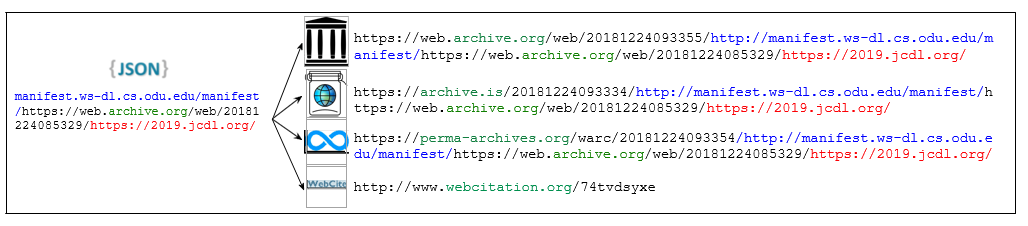 {JSON}
manifest.ws-dl.cs.odu.edu/manifest
/https://web.archive.org/web/20181
224085329/https://2019.jcdl.org/
https://web.archive.org/web/20181224093355/http://manifest.ws-dl.cs.odu.edu/m
anifest/https://web.archive.org/web/20181224085329/https://2019.jcdl.org/
https://archive.is/20181224093334/http://manifest.ws-dl.cs.odu.edu/manifest/h
ttps://web.archive.org/web/20181224085329/https://2019.jcdl.org/
https://perma-archives.org/warc/20181224093354/http://manifest.ws-dl.cs.odu.e
du/manifest/https://web.archive.org/web/20181224085329/https://2019.jcdl.org/
WebCite
http://www.webcitation.org/74tvdsyxe